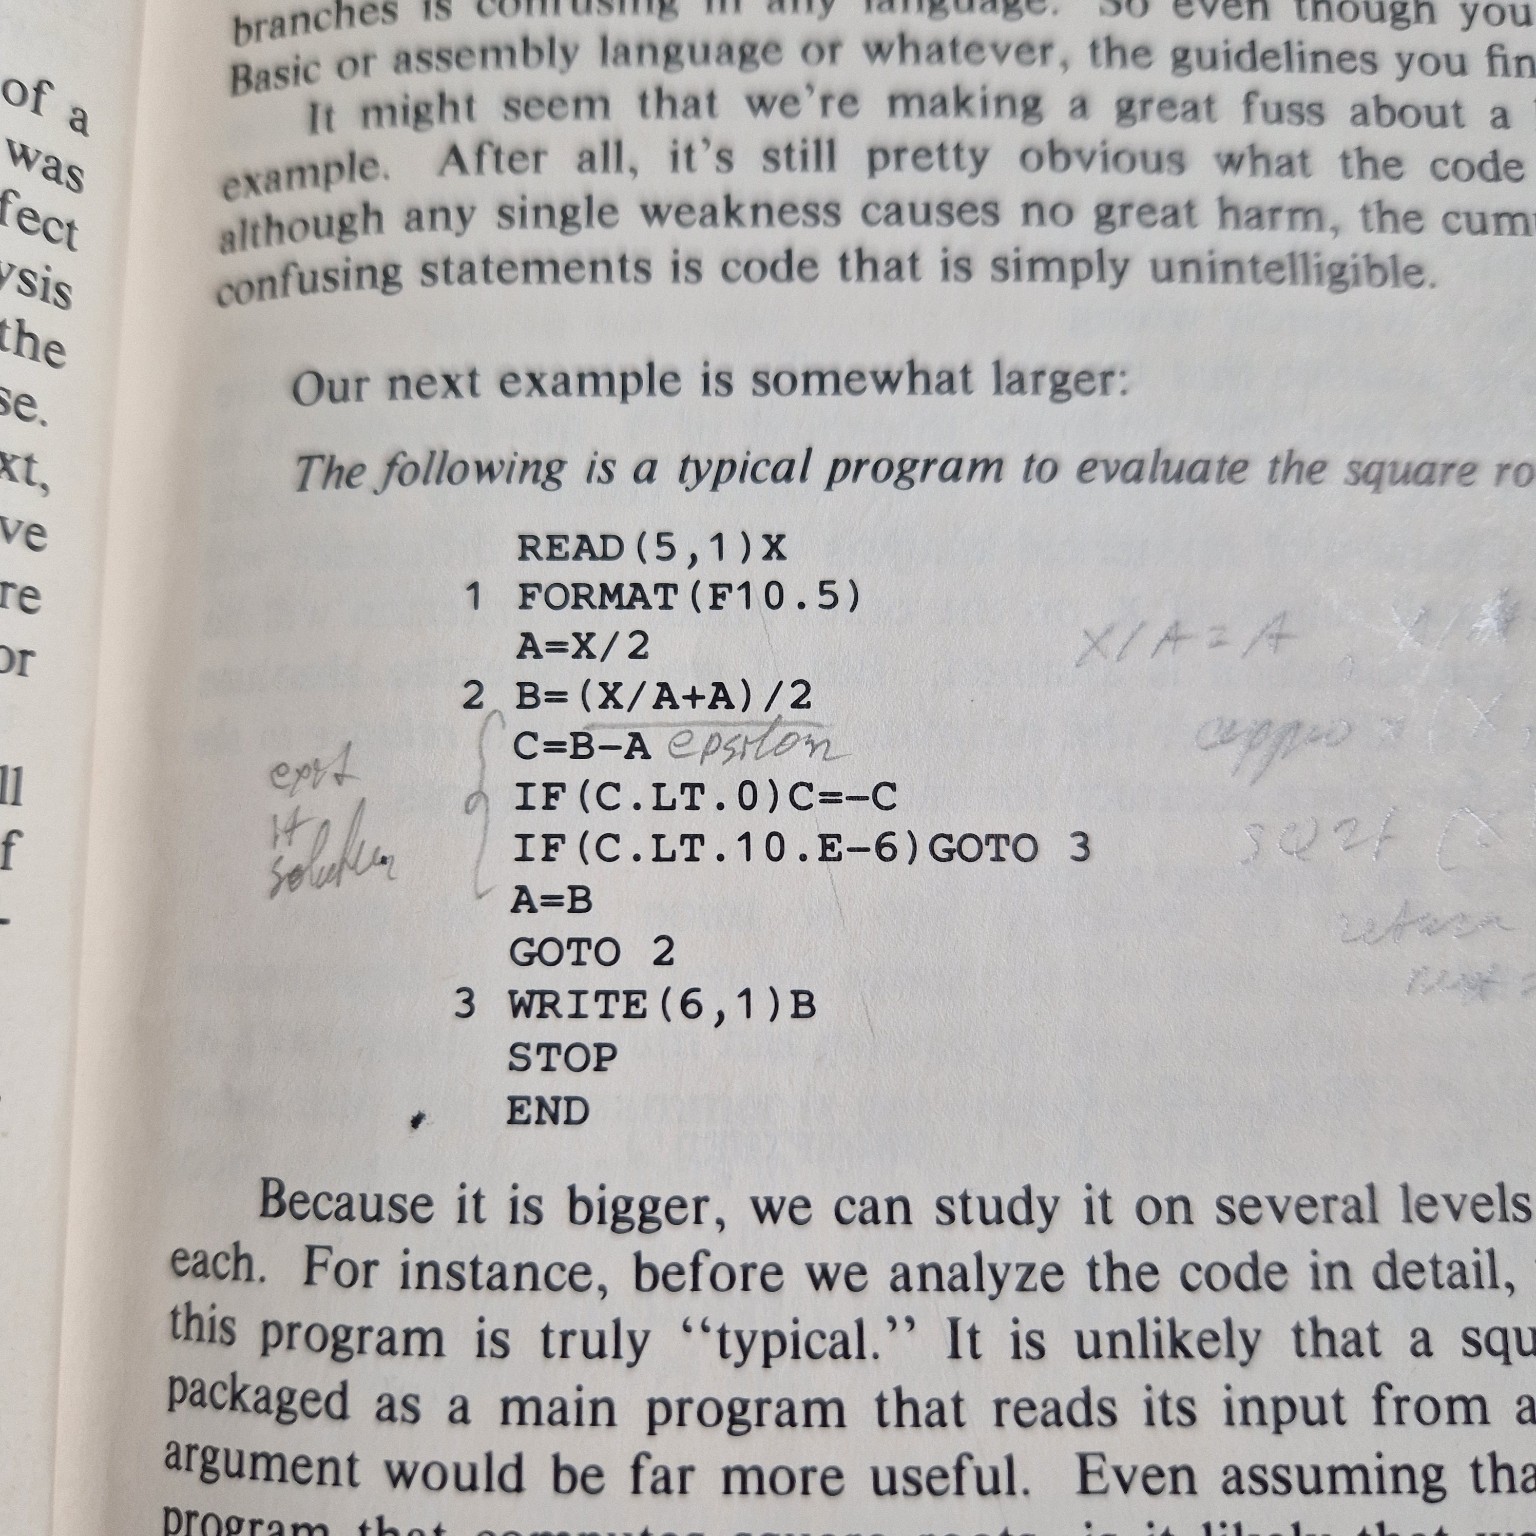 of a
was
fect
ysis
the
se.
xt,
ve
re
or
ll
f
-
branches is confusing in any language. So even though you
Basic or assembly language or whatever, the guidelines you fin
It might seem that we're making a great fuss about a
example. After all, it's still pretty obvious what the code
although any single weakness causes no great harm, the cum
confusing statements is code that is simply unintelligible.
Our next example is somewhat larger:
The following is a typical program to evaluate the square ro
READ(5,1)X
1 FORMAT(F10.5)
A=X/2
X/A=A
2 B=(X/A+A)/2
C=B-A epsilon
IF(C.LT.0)C=-C
IF(C.LT.10.E-6)GOTO 3
A=B
GOTO 2
3 WRITE(6,1)B
STOP
END
solution
sqrt (X
return
Because it is bigger, we can study it on several levels
each. For instance, before we analyze the code in detail,
this program is truly “typical.” It is unlikely that a squ
packaged as a main program that reads its input from a
argument would be far more useful. Even assuming tha
program that computes square roots, is it likely that